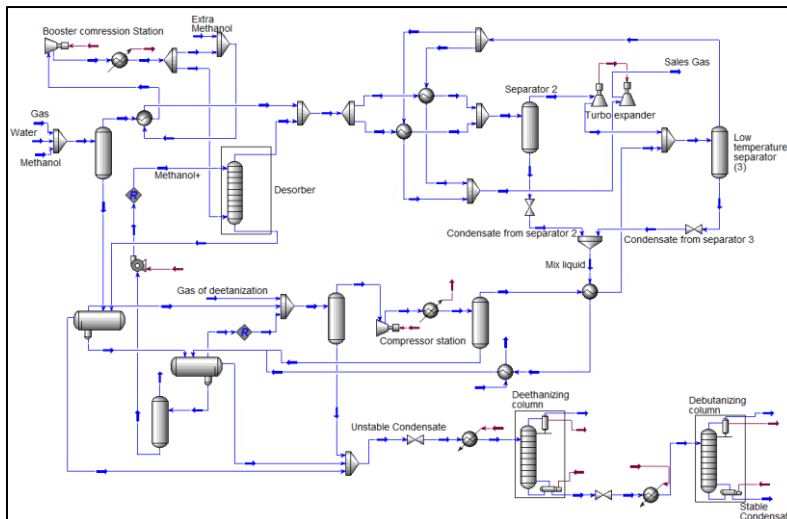 Extra
Methanol
Booster comression Station
Sales Gas
Separator 2
Gas
Turbo expander
Water
Low
temperature
separator
(3)
Methanol
Methanol+
R
Desorber
Condensate from separator 2
Condensate from separator 3
Mix liquid
Gas of deetanization
R
Compressor station
Deethanizing
column
Debutanizing
column
Unstable Condensate
Stable
Condensat